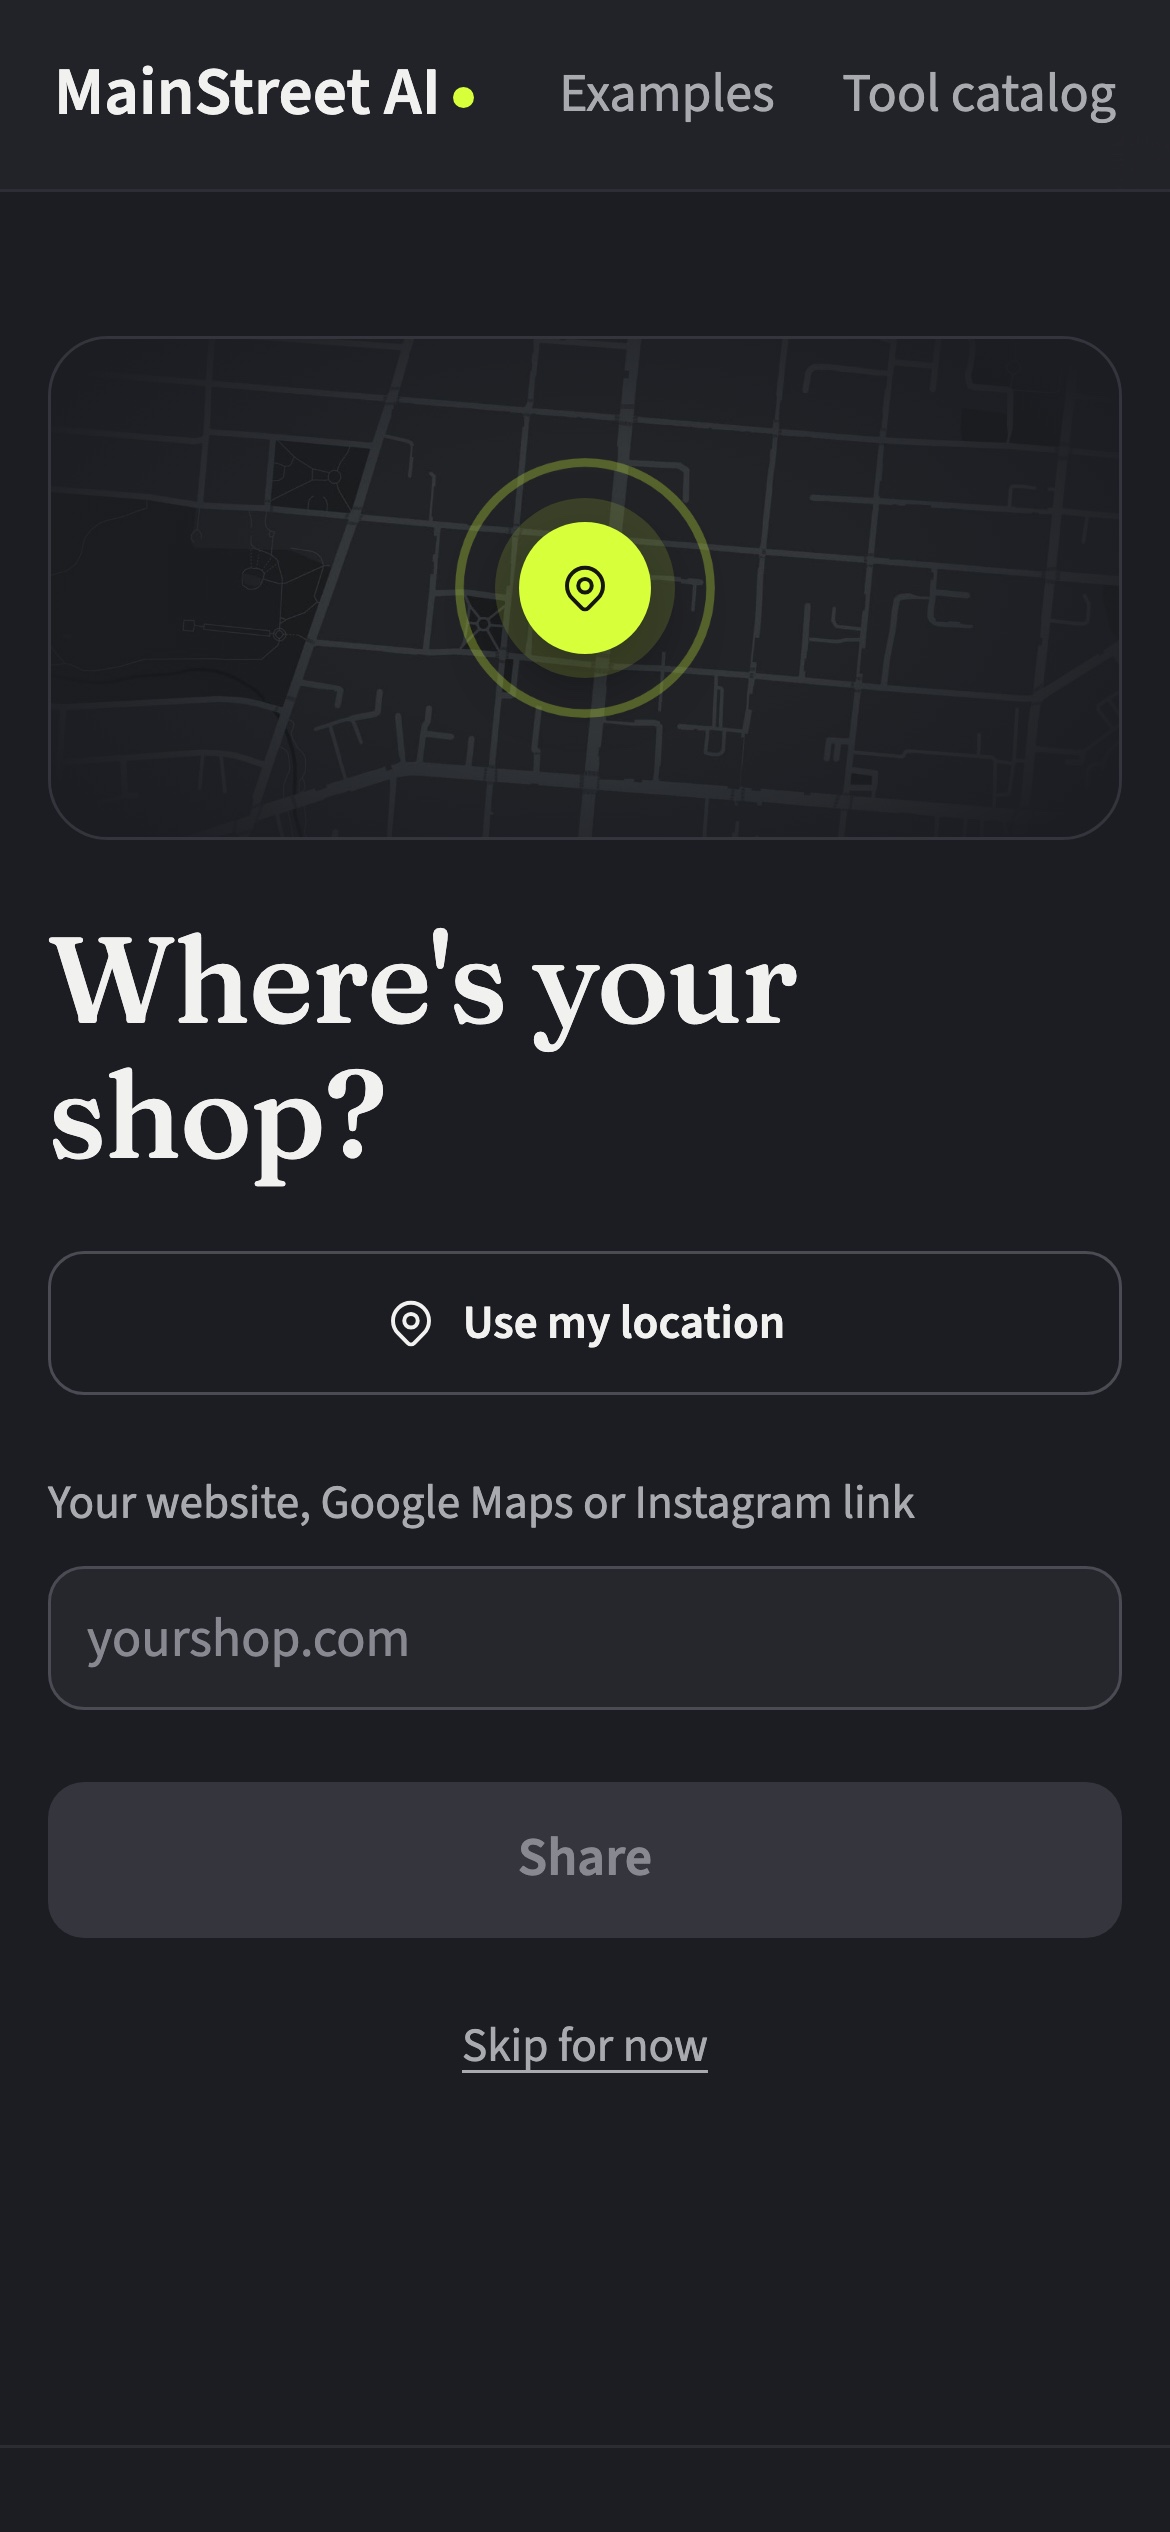 MainStreet AI
Examples
Tool catalog
Where's your
shop?
Use my location
Your website, Google Maps or Instagram link
yourshop.com
Share
Skip for now